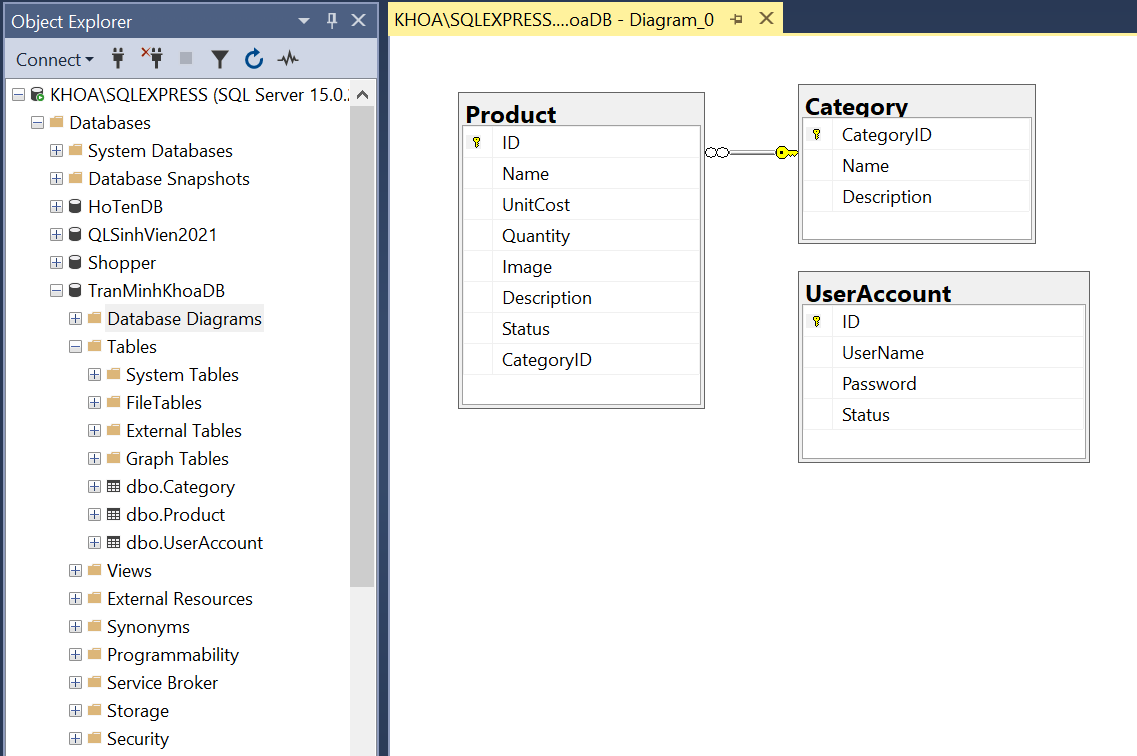 Object Explorer
Connect
KHOA\SQLEXPRESS (SQL Server 15.0.
Databases
System Databases
Database Snapshots
HoTenDB
QLSinhVien2021
Shopper
TranMinhKhoaDB
Database Diagrams
Tables
System Tables
FileTables
External Tables
Graph Tables
dbo.Category
dbo.Product
dbo.UserAccount
Views
External Resources
Synonyms
Programmability
Service Broker
Storage
Security
KHOA\SQLEXPRESS....oaDB - Diagram_0
Product
ID
Name
UnitCost
Quantity
Image
Description
Status
CategoryID
Category
CategoryID
Name
Description
UserAccount
ID
UserName
Password
Status